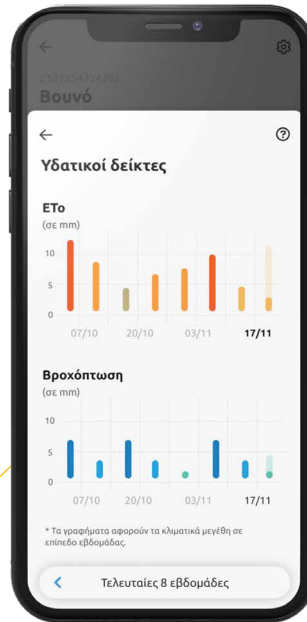 Βουνό
Υδατικοί δείκτες
ETo
(σε mm)
10
5
0
07/10 20/10 03/11 17/11
Βροχόπτωση
(σε mm)
10
5
0
07/10 20/10 03/11 17/11
* Τα γραφήματα αφορούν τα κλιματικά μεγέθη σε
επίπεδο εβδομάδας.
Τελευταίες 8 εβδομάδες